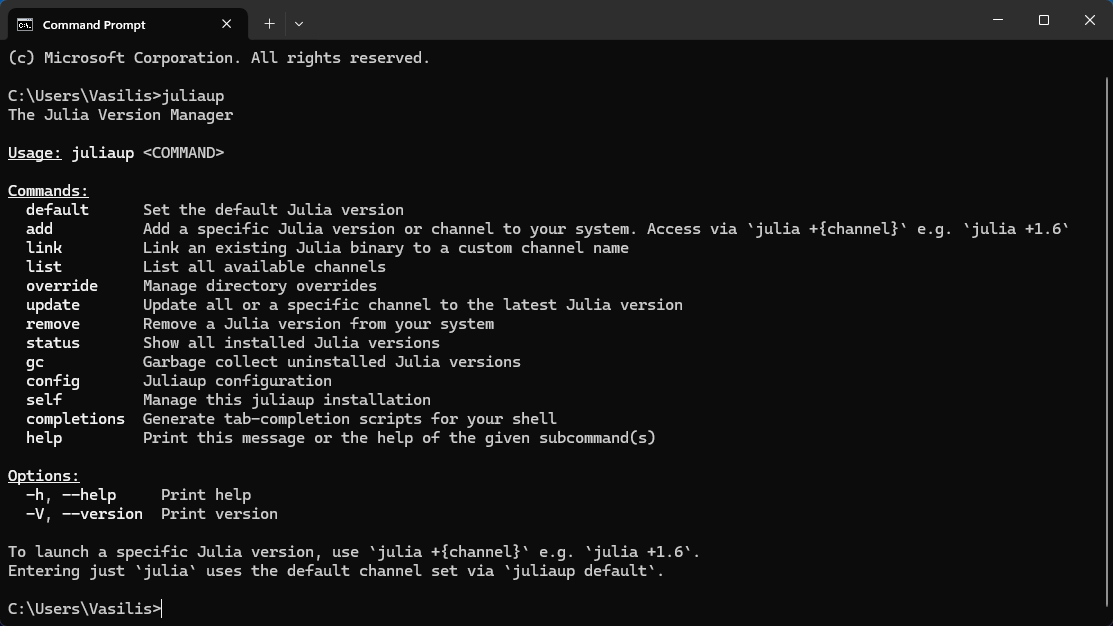 Command Prompt
(c) Microsoft Corporation. All rights reserved.
C:\Users\Vasilis>juliaup
The Julia Version Manager
Usage: juliaup <COMMAND>
Commands:
default Set the default Julia version
add Add a specific Julia version or channel to your system. Access via `julia +{channel}` e.g. `julia +1.6`
link Link an existing Julia binary to a custom channel name
list List all available channels
override Manage directory overrides
update Update all or a specific channel to the latest Julia version
remove Remove a Julia version from your system
status Show all installed Julia versions
gc Garbage collect uninstalled Julia versions
config Juliaup configuration
self Manage this juliaup installation
completions Generate tab-completion scripts for your shell
help Print this message or the help of the given subcommand(s)
Options:
-h, --help Print help
-V, --version Print version
To launch a specific Julia version, use `julia +{channel}` e.g. `julia +1.6`.
Entering just `julia` uses the default channel set via `juliaup default`.
C:\Users\Vasilis>